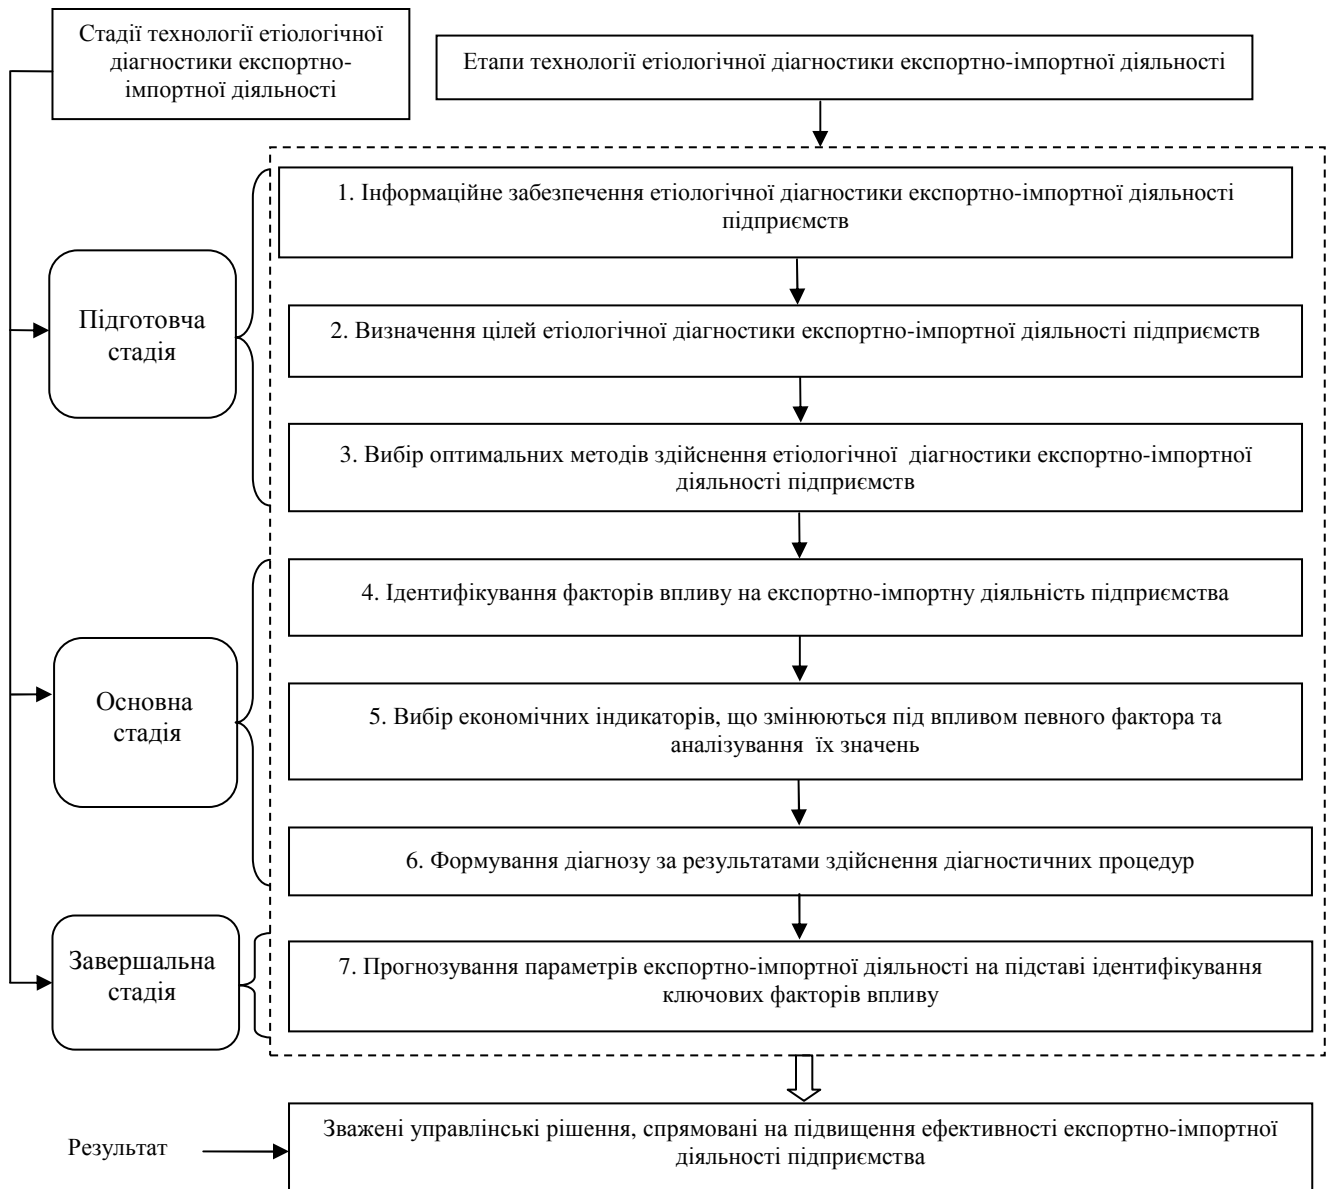 Стадії технології етіологічної
діагностики експортно-
імпортної діяльності
Етапи технології етіологічної діагностики експортно-імпортної діяльності
1. Інформаційне забезпечення етіологічної діагностики експортно-імпортної діяльності
підприємств
Підготовча
стадія
2. Визначення цілей етіологічної діагностики експортно-імпортної діяльності підприємств
3. Вибір оптимальних методів здійснення етіологічної діагностики експортно-імпортної
діяльності підприємств
4. Ідентифікування факторів впливу на експортно-імпортну діяльність підприємства
Основна
стадія
5. Вибір економічних індикаторів, що змінюються під впливом певного фактора та
аналізування їх значень
6. Формування діагнозу за результатами здійснення діагностичних процедур
Завершальна
стадія
7. Прогнозування параметрів експортно-імпортної діяльності на підставі ідентифікування
ключових факторів впливу
Результат
Зважені управлінські рішення, спрямовані на підвищення ефективності експортно-імпортної
діяльності підприємства